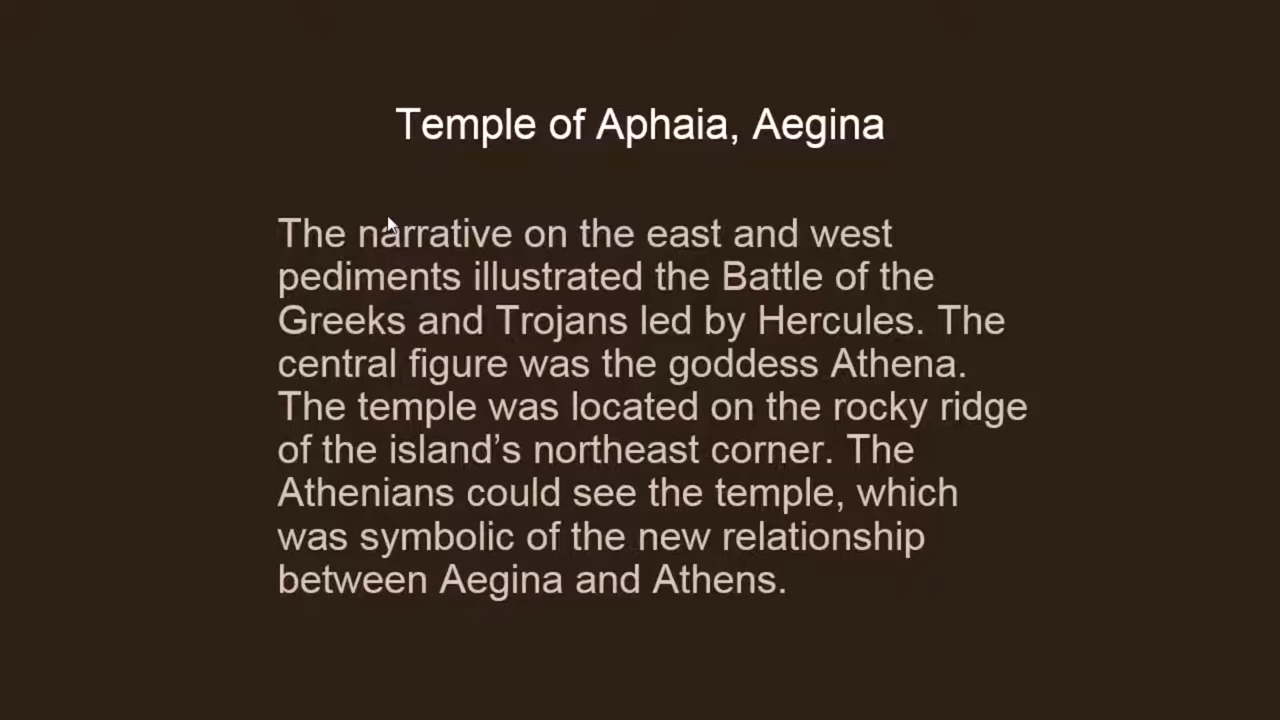 Temple of Aphaia, Aegina
The narrative on the east and west
pediments illustrated the Battle of the
Greeks and Trojans led by Hercules. The
central figure was the goddess Athena.
The temple was located on the rocky ridge
of the island’s northeast corner. The
Athenians could see the temple, which
was symbolic of the new relationship
between Aegina and Athens.